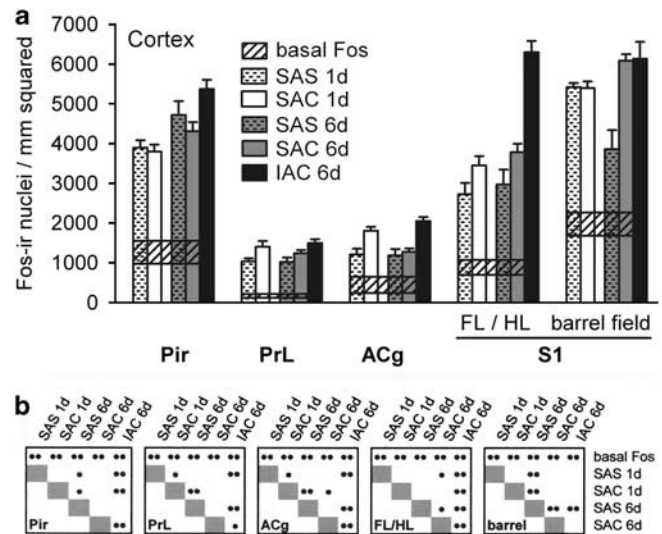 a
Cortex
Fos-ir nuclei / mm squared
7000
6000
5000
4000
3000
2000
1000
0
basal Fos
SAS 1d
SAC 1d
SAS 6d
SAC 6d
IAC 6d
FL / HL barrel field
Pir PrL ACg S1
b
SAS 1d SAC 1d SAS 6d SAC 6d IAC 6d SAS 1d SAC 1d SAS 6d SAC 6d IAC 6d SAS 1d SAC 1d SAS 6d SAC 6d IAC 6d SAS 1d SAC 1d SAS 6d SAC 6d IAC 6d SAS 1d SAC 1d SAS 6d SAC 6d IAC 6d
basal Fos
SAS 1d
SAC 1d
SAS 6d
SAC 6d
Pir PrL ACg FL/HL barrel